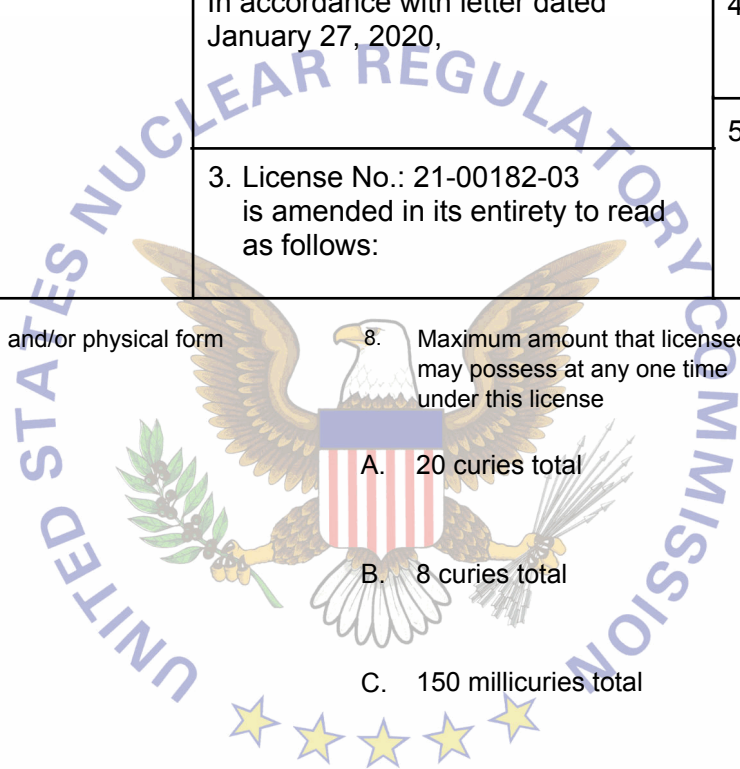 In accordance with letter dated
January 27, 2020,
4
5
3. License No.: 21-00182-03
is amended in its entirety to read
as follows:
and/or physical form
8. Maximum amount that licensee
may possess at any one time
under this license
A. 20 curies total
B. 8 curies total
C. 150 millicuries total
UNITED STATES NUCLEAR REGULATORY COMMISSION